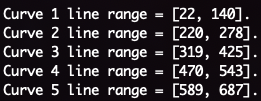 Curve 1 line range = [22, 140].
Curve 2 line range = [220, 278].
Curve 3 line range = [319, 425].
Curve 4 line range = [470, 543].
Curve 5 line range = [589, 687].